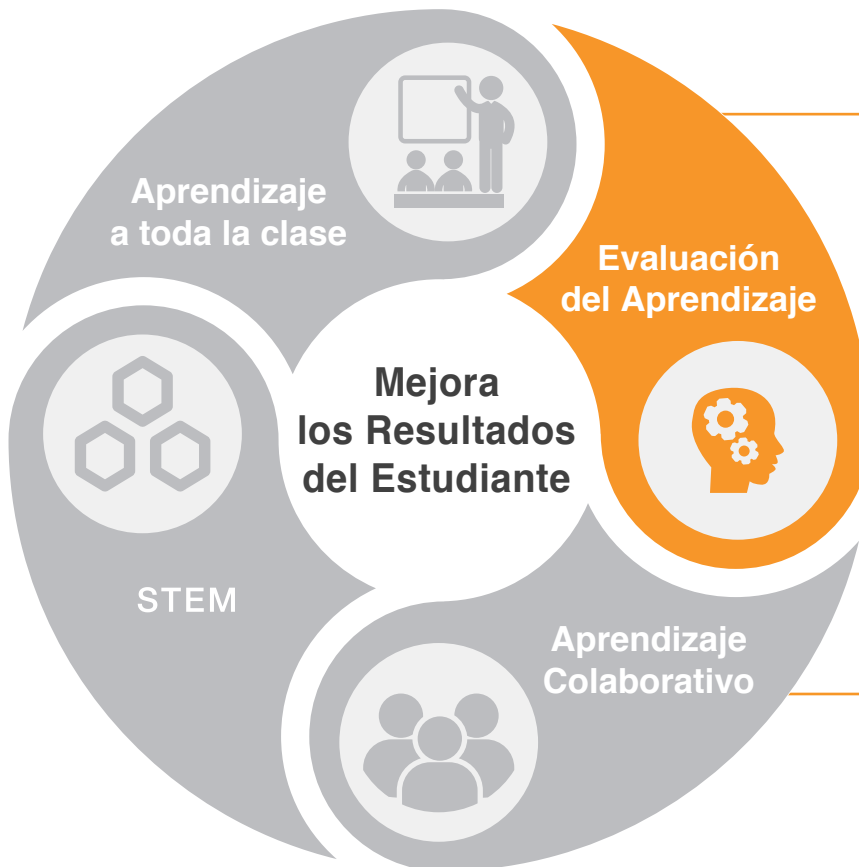 Aprendizaje
a toda la clase
Evaluación
del Aprendizaje
Mejora
los Resultados
del Estudiante
STEM
Aprendizaje
Colaborativo